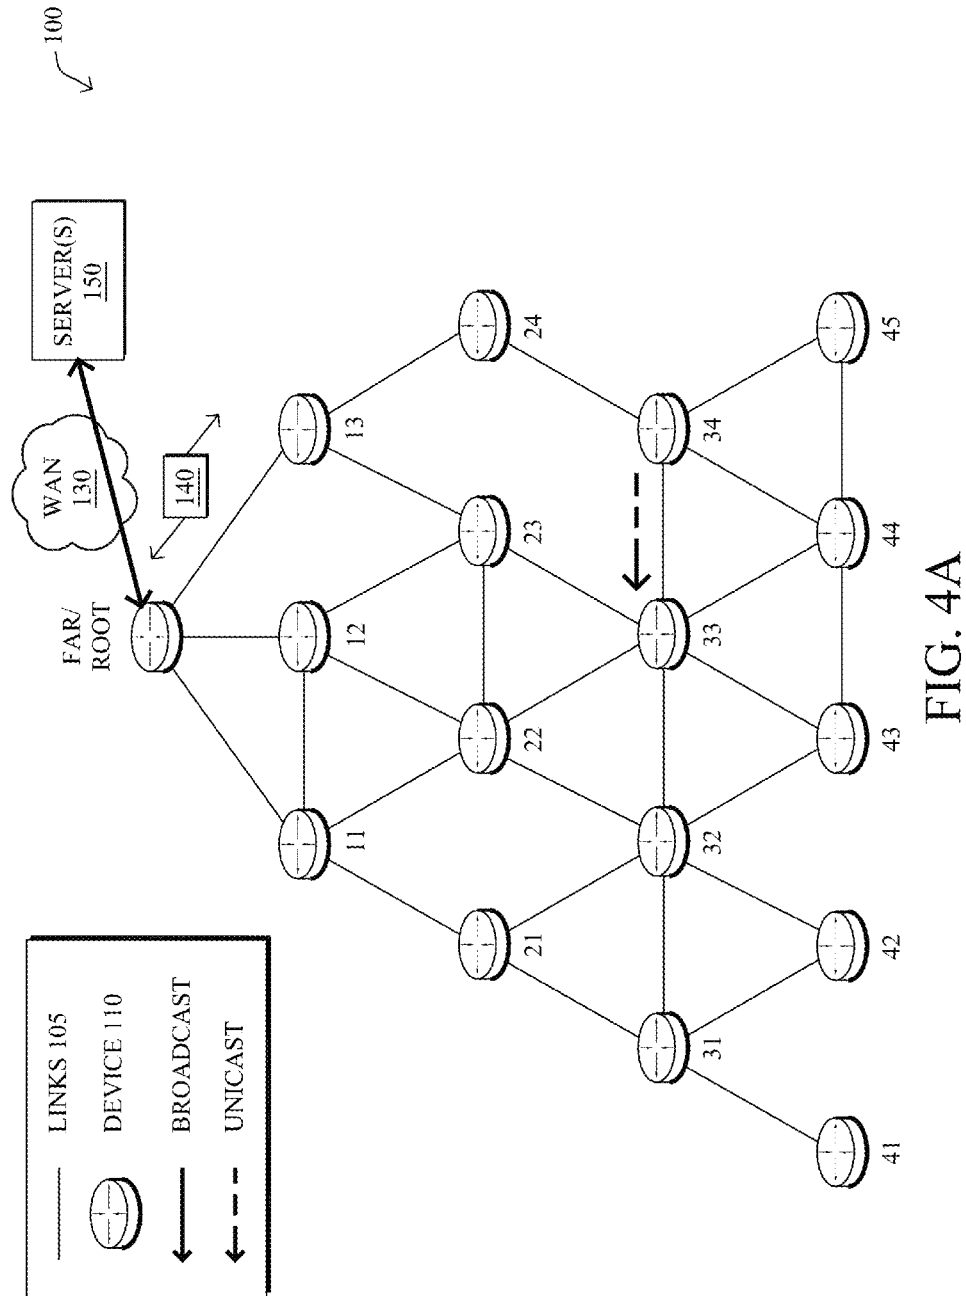 100
SERVER(S)
150
WAN
130
140
FAR/
ROOT
11
12
13
21
22
23
24
31
32
33
34
41
42
43
44
45
LINKS 105
DEVICE 110
BROADCAST
UNICAST
FIG. 4A